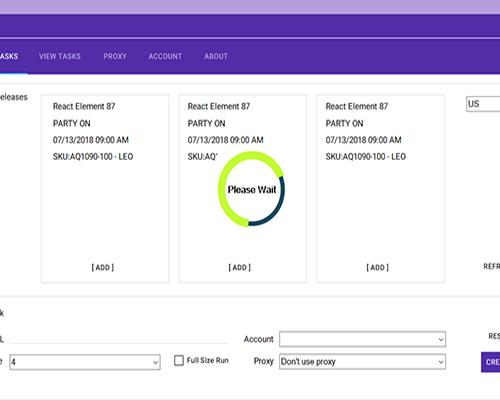 ASKS VIEW TASKS PROXY ACCOUNT ABOUT
eleases
React Element 87
PARTY ON
07/13/2018 09:00 AM
SKU:AQ1090-100 - LEO
[ ADD ]
React Element 87
PARTY ON
07/13/2018 09:00 AM
SKU:AQ'
Please Wait
[ ADD ]
React Element 87
PARTY ON
07/13/2018 09:00 AM
SKU:AQ1090-100 - LEO
[ ADD ]
US
REFR
k
L
Account
RES
e 4
Full Size Run
Proxy Don't use proxy
CRE